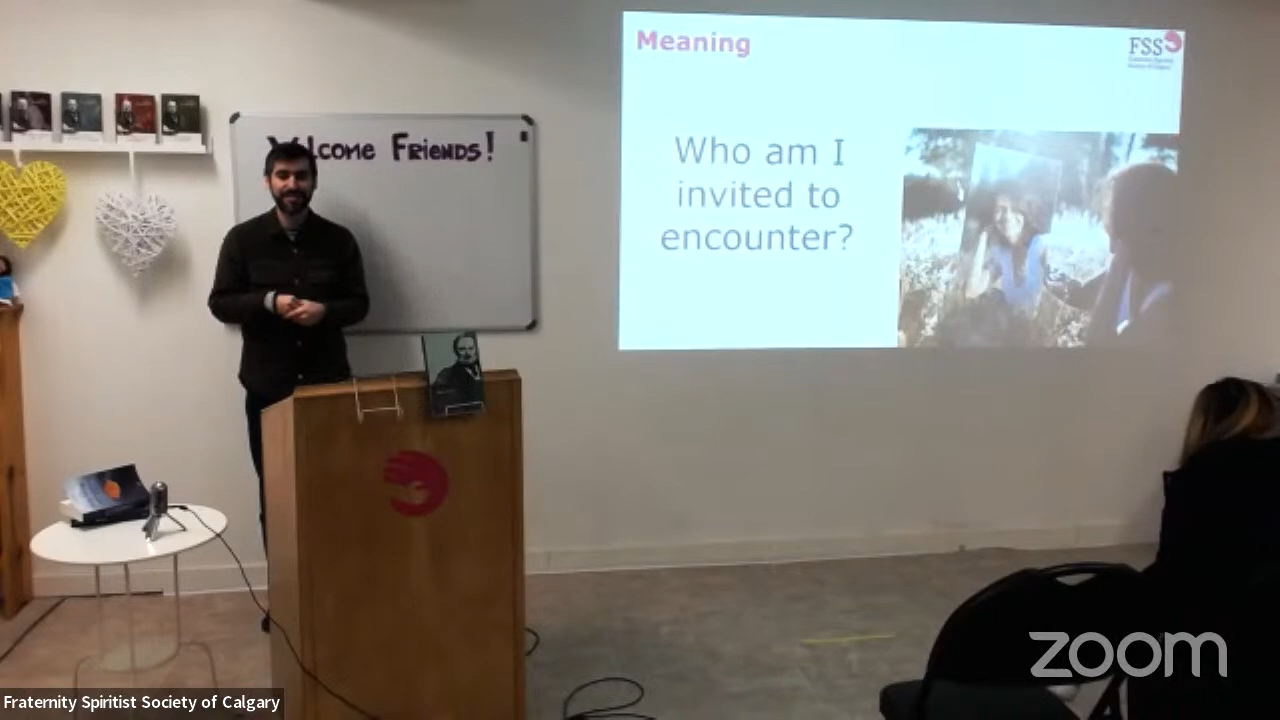 Welcome Friends!
Meaning
FSS
Who am I
invited to
encounter?
zoom
Fraternity Spiritist Society of Calgary